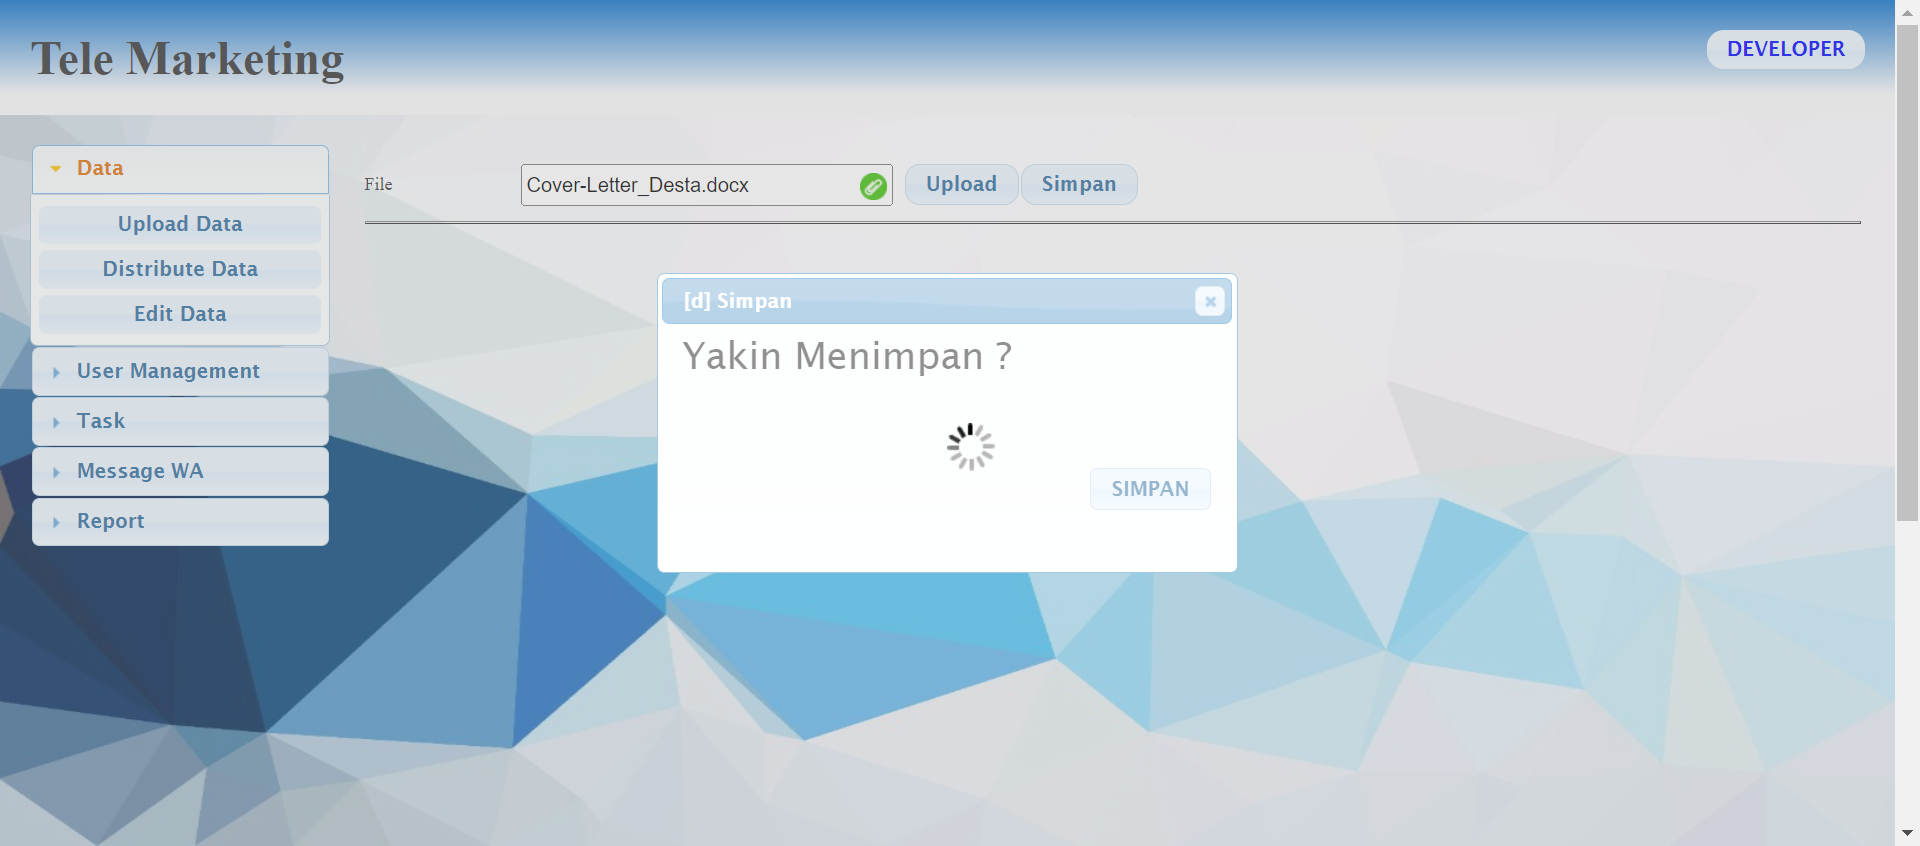 Tele Marketing
DEVELOPER
Data
Upload Data
Distribute Data
Edit Data
User Management
Task
Message WA
Report
File
Cover-Letter_Desta.docx
Upload
Simpan
[d] Simpan
Yakin Menimpan ?
SIMPAN